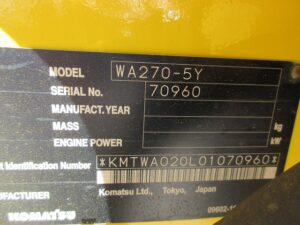 MODEL WA270-5Y
SERIAL No. 70960
MANUFACT. YEAR
MASS kg
ENGINE POWER kW
t Identification Number *KMTWA020L01070960*
MANUFACTURER Komatsu Ltd., Tokyo, Japan
KOMATSU